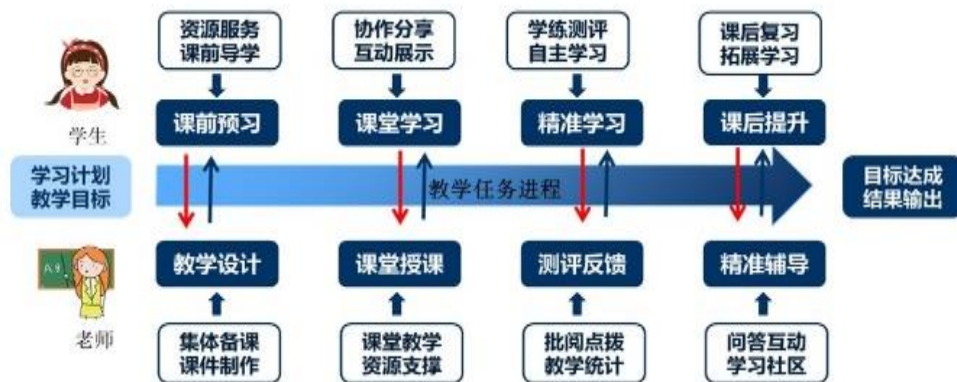 资源服务
课前导学
协作分享
互动展示
学练测评
自主学习
课后复习
拓展学习
学生
课前预习
课堂学习
精准学习
课后提升
学习计划
教学目标
教学任务进程
目标达成
结果输出
教学设计
课堂授课
测评反馈
精准辅导
老师
集体备课
课件制作
课堂教学
资源支撑
批阅点拨
教学统计
问答互动
学习社区